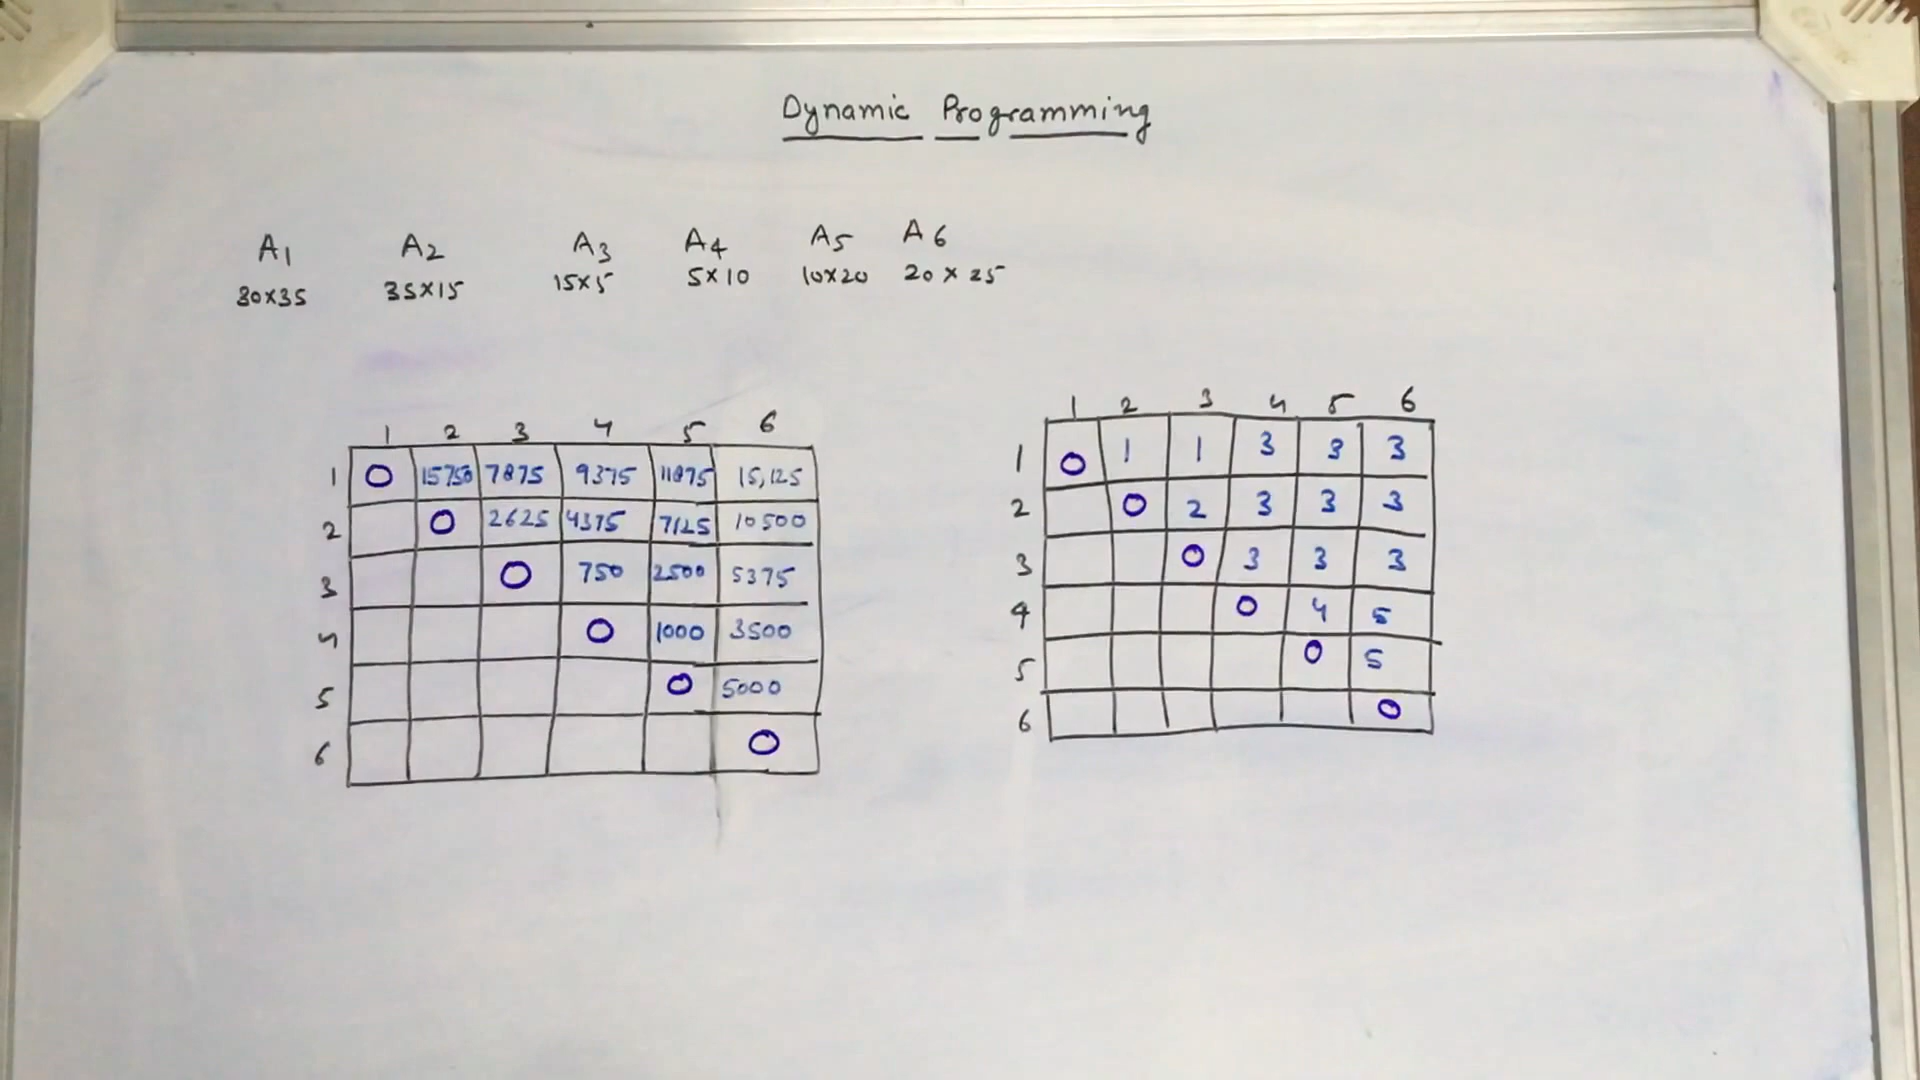 Dynamic Programming
A1 A2 A3 A4 A5 A6
30x35 35x15 15x5 5x10 10x20 20x25
1 2 3 4 5 6
1 0 15750 7875 9375 11875 15,125
2 0 2625 4375 7125 10500
3 0 750 2500 5375
4 0 1000 3500
5 0 5000
6 0
1 2 3 4 5 6
1 0 1 1 3 3 3
2 0 2 3 3 3
3 0 3 3 3
4 0 4 5
5 0 5
6 0